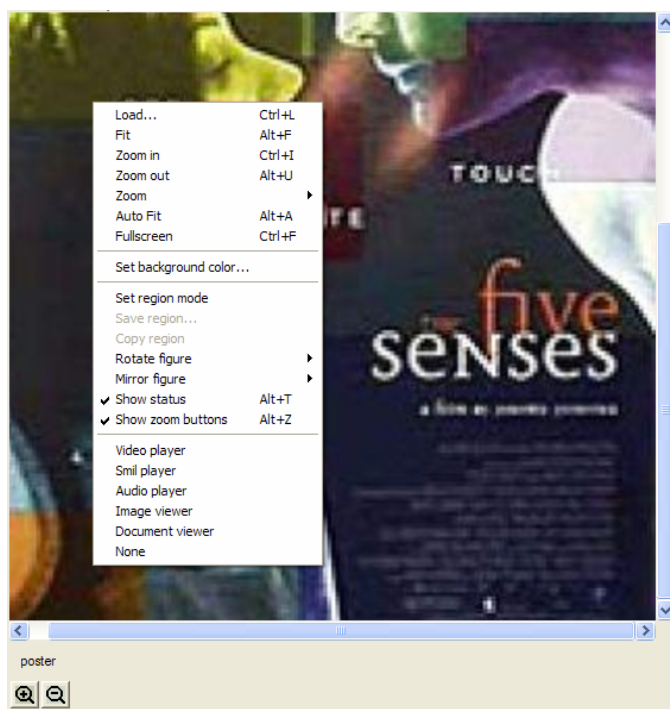 TOUCH
Load... Ctrl+L
Fit Alt+F
Zoom in Ctrl+I
Zoom out Alt+U
Zoom
Auto Fit Alt+A
Fullscreen Ctrl+F
Set background color...
Set region mode
Save region...
Copy region
Rotate figure
Mirror figure
Show status Alt+T
Show zoom buttons Alt+Z
Video player
Smil player
Audio player
Image viewer
Document viewer
None
five
senses
a film
poster